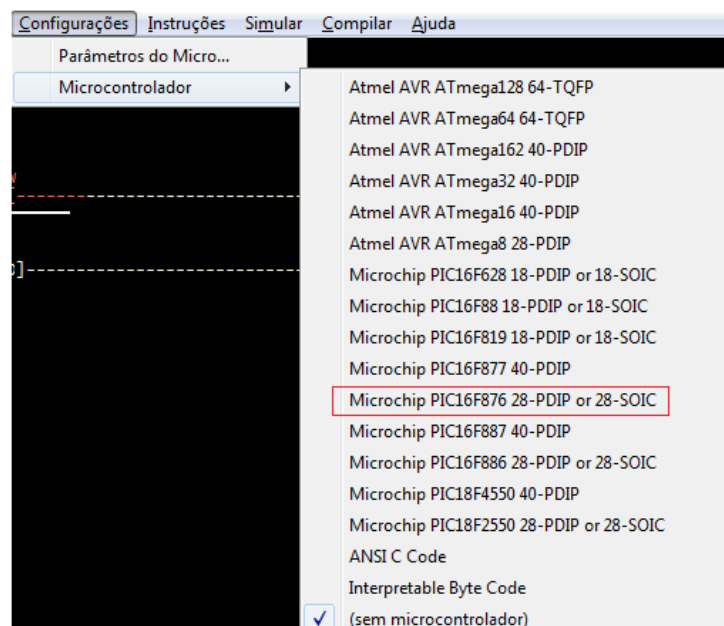 Configurações Instruções Simular Compilar Ajuda
Parâmetros do Micro...
Microcontrolador
Atmel AVR ATmega128 64-TQFP
Atmel AVR ATmega64 64-TQFP
Atmel AVR ATmega162 40-PDIP
Atmel AVR ATmega32 40-PDIP
Atmel AVR ATmega16 40-PDIP
Atmel AVR ATmega8 28-PDIP
Microchip PIC16F628 18-PDIP or 18-SOIC
Microchip PIC16F88 18-PDIP or 18-SOIC
Microchip PIC16F819 18-PDIP or 18-SOIC
Microchip PIC16F877 40-PDIP
Microchip PIC16F876 28-PDIP or 28-SOIC
Microchip PIC16F887 40-PDIP
Microchip PIC16F886 28-PDIP or 28-SOIC
Microchip PIC18F4550 40-PDIP
Microchip PIC18F2550 28-PDIP or 28-SOIC
ANSI C Code
Interpretable Byte Code
(sem microcontrolador)